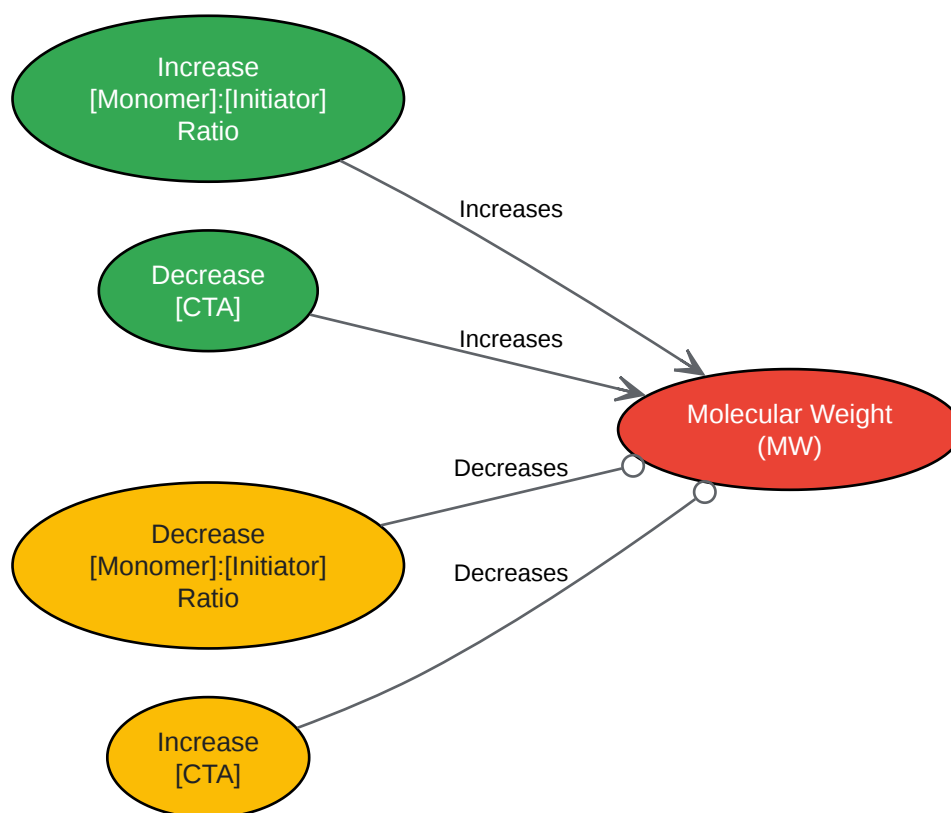 Increase
[Monomer]:[Initiator]
Ratio
Increases
Decrease
[CTA]
Increases
Molecular Weight
(MW)
Decreases
Decrease
[Monomer]:[Initiator]
Ratio
Decreases
Increase
[CTA]